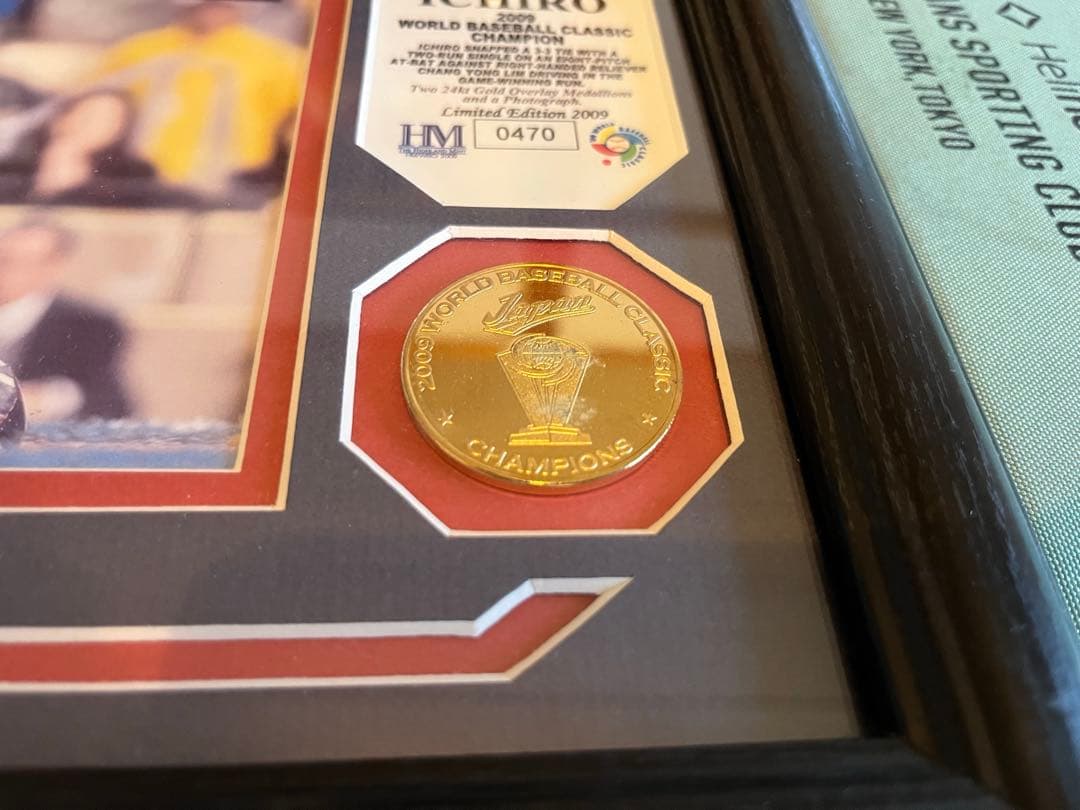 ICHIRO
2009
WORLD BASEBALL CLASSIC
CHAMPION
ICHIRO SNAPPED A 3-3 TIE WITH A
TWO-RUN SINGLE ON AN EIGHT-PITCH
AT-BAT AGAINST RIGHT-HANDED RELIEVER
CHANG YONG LIM DRIVING IN THE
GAME-WINNING RUN.
Two 24kt Gold Overlay Medallions
and a Photograph.
Limited Edition 2009
HM
0470
2009 WORLD BASEBALL CLASSIC
Japan
CHAMPIONS
SPORTING CLUB
NEW YORK, TOKYO